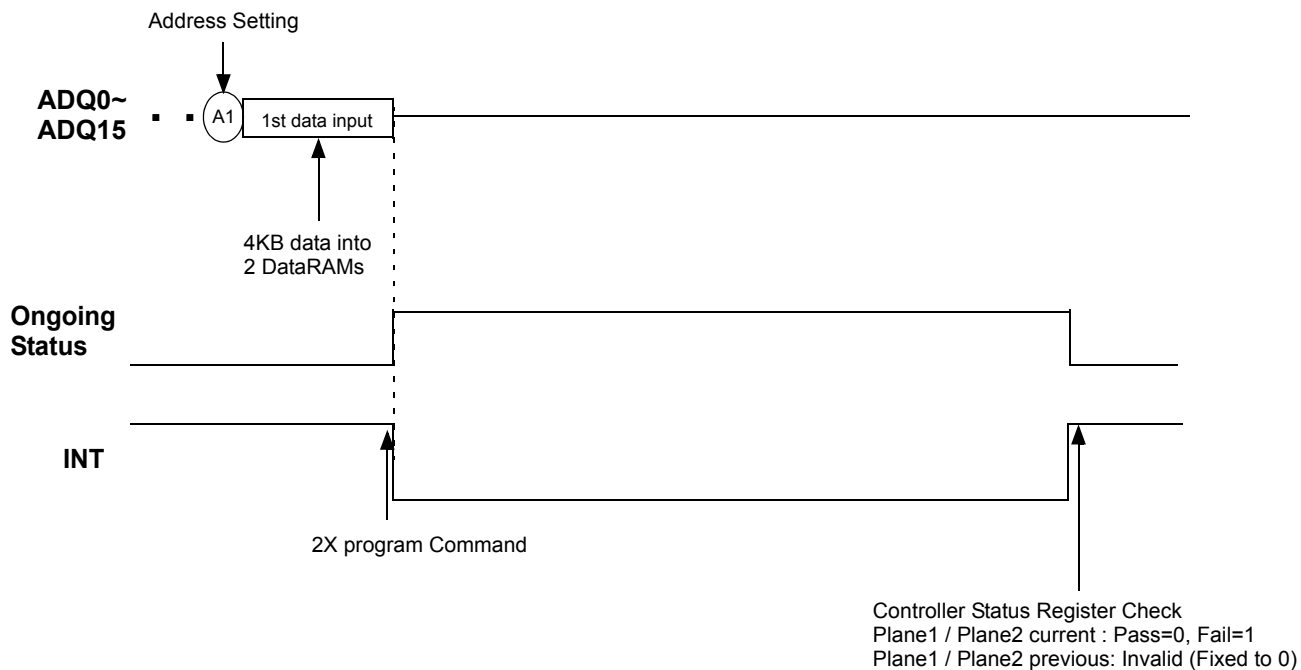 Address Setting
ADQ0~
ADQ15
A1
1st data input
4KB data into
2 DataRAMs
Ongoing
Status
INT
2X program Command
Controller Status Register Check
Plane1 / Plane2 current : Pass=0, Fail=1
Plane1 / Plane2 previous: Invalid (Fixed to 0)